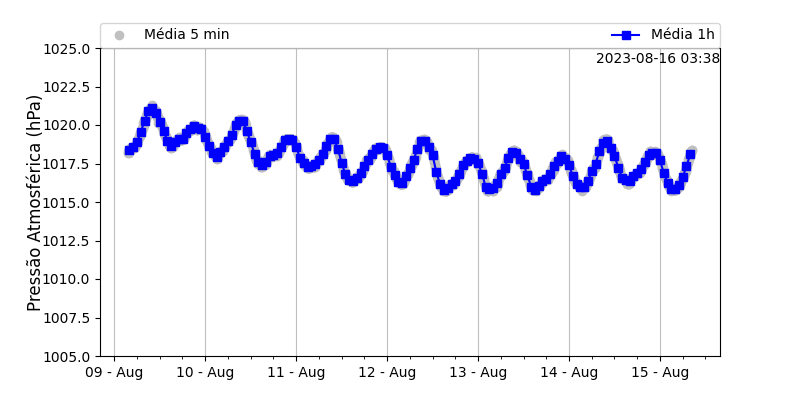 Média 5 min
Média 1h
2023-08-16 03:38
Pressão Atmosférica (hPa)
1025.0
1022.5
1020.0
1017.5
1015.0
1012.5
1010.0
1007.5
1005.0
09 - Aug
10 - Aug
11 - Aug
12 - Aug
13 - Aug
14 - Aug
15 - Aug